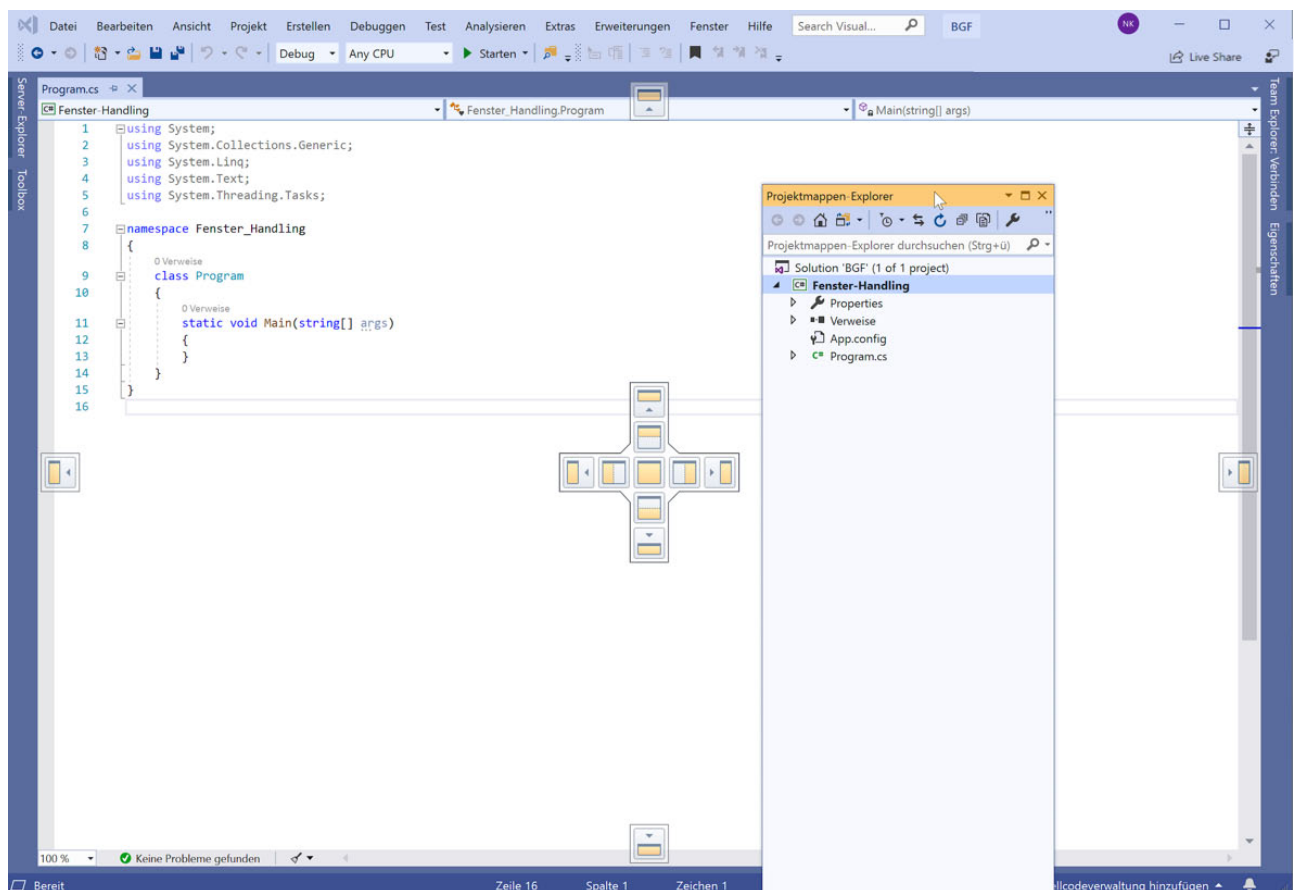 Datei Bearbeiten Ansicht Projekt Erstellen Debuggen Test Analysieren Extras Erweiterungen Fenster Hilfe Search Visual... BGF NK
Debug Any CPU Starten Live Share
Server-Explorer Toolbox
Program.cs
Fenster-Handling Fenster_Handling.Program Main(string[] args)
1 using System;
2 using System.Collections.Generic;
3 using System.Linq;
4 using System.Text;
5 using System.Threading.Tasks;
6
7 namespace Fenster_Handling
8 {
0 Verweise
9 class Program
10 {
0 Verweise
11 static void Main(string[] args)
12 {
13 }
14 }
15 }
16
Projektmappen-Explorer
Projektmappen-Explorer durchsuchen (Strg+ü)
Solution 'BGF' (1 of 1 project)
C# Fenster-Handling
Properties
Verweise
App.config
C# Program.cs
Team Explorer: Verbinden Eigenschaften
100 % Keine Probleme gefunden
Bereit Zeile 16 Spalte 1 Zeichen 1 llcodeverwaltung hinzufügen